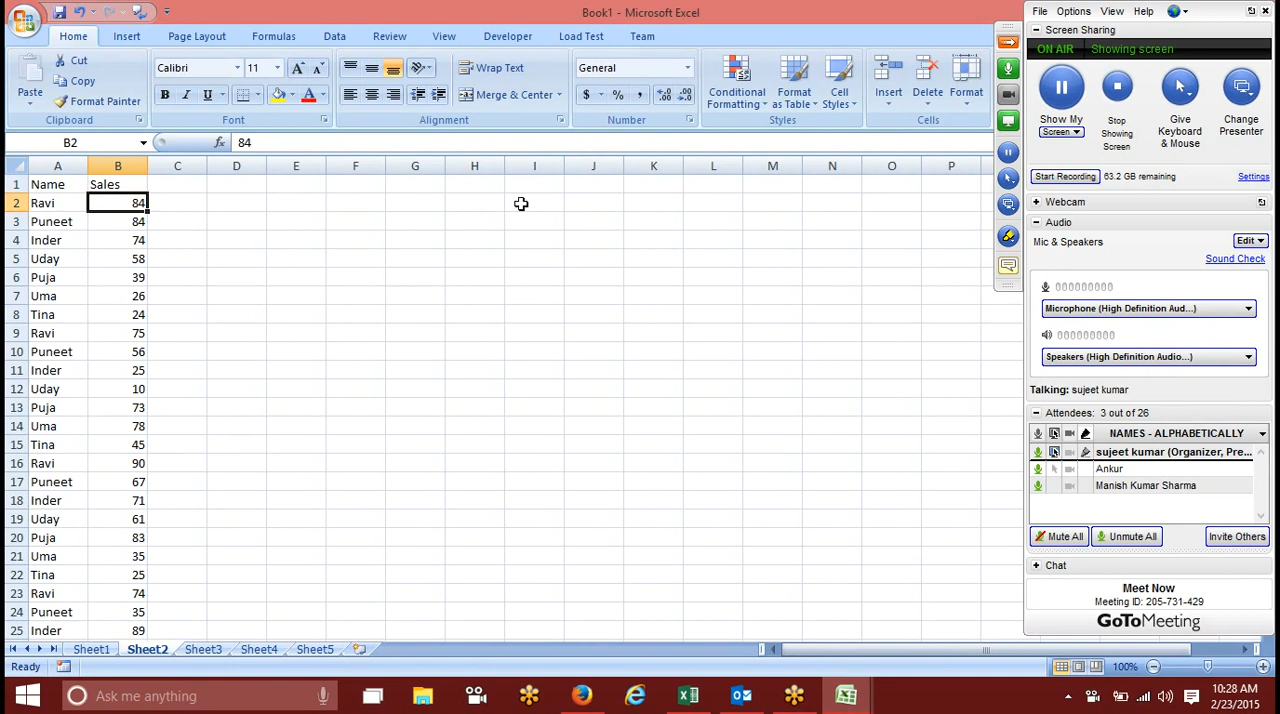 Book1 - Microsoft Excel
Home Insert Page Layout Formulas Data Review View Developer Load Test Team
Paste
Cut
Copy
Format Painter
Clipboard
Calibri 11
B I U
Font
Wrap Text
Merge & Center
Alignment
General
$ % ,
Number
Conditional Formatting
Format as Table
Cell Styles
Styles
Insert Delete Format
Cells
B2 fx 84
A B C D E F G H I J K L M N O P
1 Name Sales
2 Ravi 84
3 Puneet 84
4 Inder 74
5 Uday 58
6 Puja 39
7 Uma 26
8 Tina 24
9 Ravi 75
10 Puneet 56
11 Inder 25
12 Uday 10
13 Puja 73
14 Uma 78
15 Tina 45
16 Ravi 90
17 Puneet 67
18 Inder 71
19 Uday 61
20 Puja 83
21 Uma 35
22 Tina 25
23 Ravi 74
24 Puneet 35
25 Inder 89
Sheet1 Sheet2 Sheet3 Sheet4 Sheet5
Ready 100%
File Options View Help
Screen Sharing
ON AIR Showing screen
Show My
Screen
Stop Showing Screen
Give Keyboard & Mouse
Change Presenter
Start Recording 63.2 GB remaining Settings
Webcam
Audio
Mic & Speakers Edit
Sound Check
Microphone (High Definition Aud...)
Speakers (High Definition Audio...)
Talking: sujeet kumar
Attendees: 3 out of 26
NAMES - ALPHABETICALLY
sujeet kumar (Organizer, Pre...
Ankur
Manish Kumar Sharma
Mute All Unmute All Invite Others
Chat
Meet Now
Meeting ID: 205-731-429
GoToMeeting
Ask me anything
10:28 AM
2/23/2015